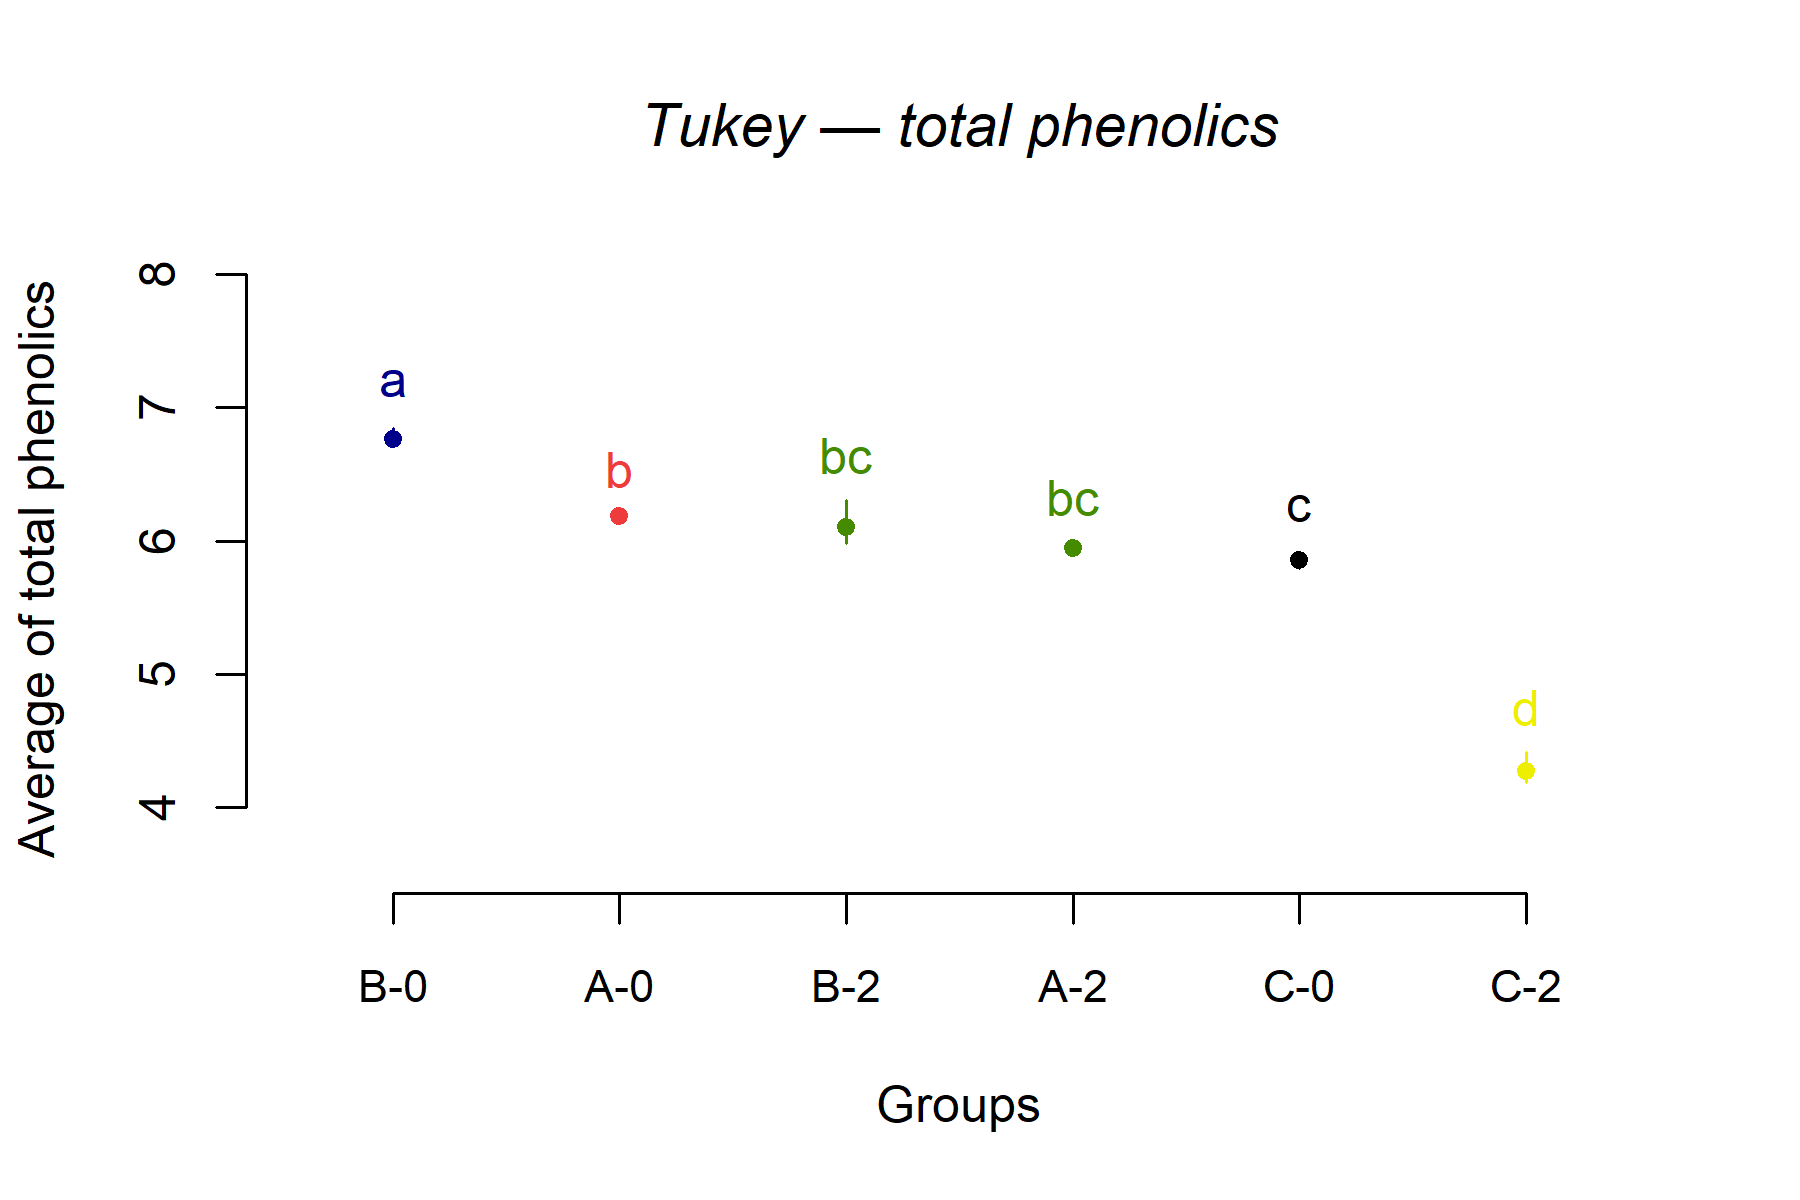 Tukey — total phenolics
Average of total phenolics
8
7
6
5
4
a
b
bc
bc
c
d
B-0 A-0 B-2 A-2 C-0 C-2
Groups